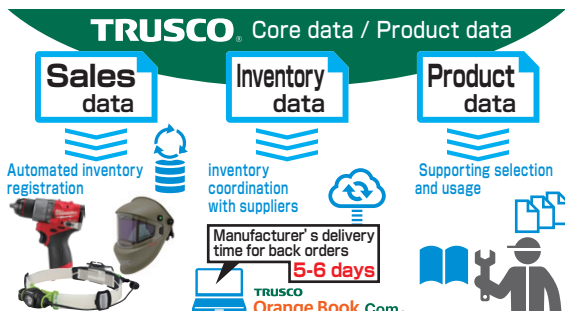 TRUSCO® Core data / Product data
Sales
data
Inventory
data
Product
data
Automated inventory
registration
inventory
coordination
with suppliers
Supporting selection
and usage
Manufacturer's delivery
time for back orders
5-6 days
TRUSCO
Orange Book.Com